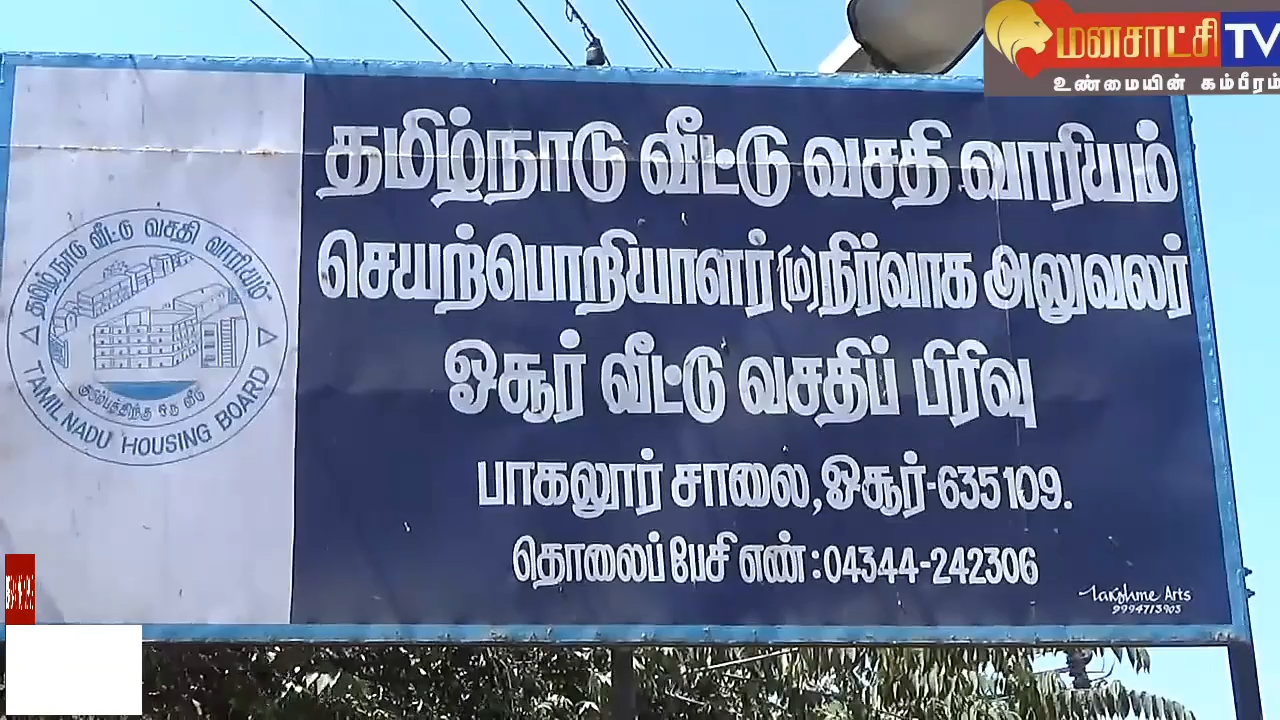 மனசாட்சி TV
உண்மையின் கம்பீரம்
தமிழ்நாடு வீட்டு வசதி வாரியம்
செயற்பொறியாளர் (ம) நிர்வாக அலுவலர்
ஓசூர் வீட்டு வசதிப் பிரிவு
பாகலூர் சாலை, ஓசூர்-635109.
தொலைப்பேசி எண் : 04344-242306
Lakshme Arts
9994713903
தமிழ்நாடு வீட்டு வசதி வாரியம்
ஒரு வீடு
TAMIL NADU HOUSING BOARD